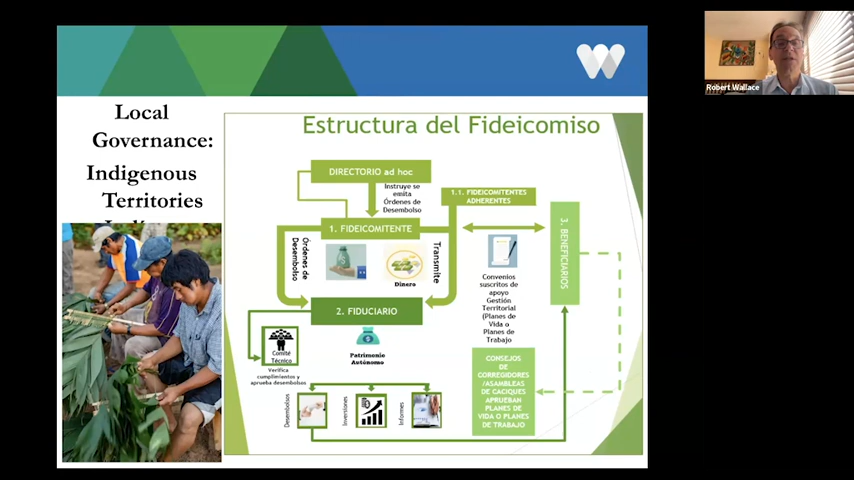 Robert Wallace
Local
Governance:
Indigenous
Territories
Estructura del Fideicomiso
DIRECTORIO ad hoc
Instruye se
emita
Órdenes de
Desembolso
1.1. FIDEICOMITENTES
ADHERENTES
1. FIDEICOMITENTE
Órdenes de
Desembolso
Dinero
Transmite
3. BENEFICIARIOS
Convenios
suscritos de
apoyo
Gestión
Territorial
(Planes de
Vida o
Planes de
Trabajo
2. FIDUCIARIO
Comité
Técnico
Verifica
cumplimientos y
aprueba desembolsos
Patrimonio
Autónomo
CONSEJOS
DE
CORREGIDORES
/ASAMBLEAS
DE CACIQUES
APRUEBAN
PLANES DE
VIDA O PLANES
DE TRABAJO
Desembolsos
Inversiones
Informes